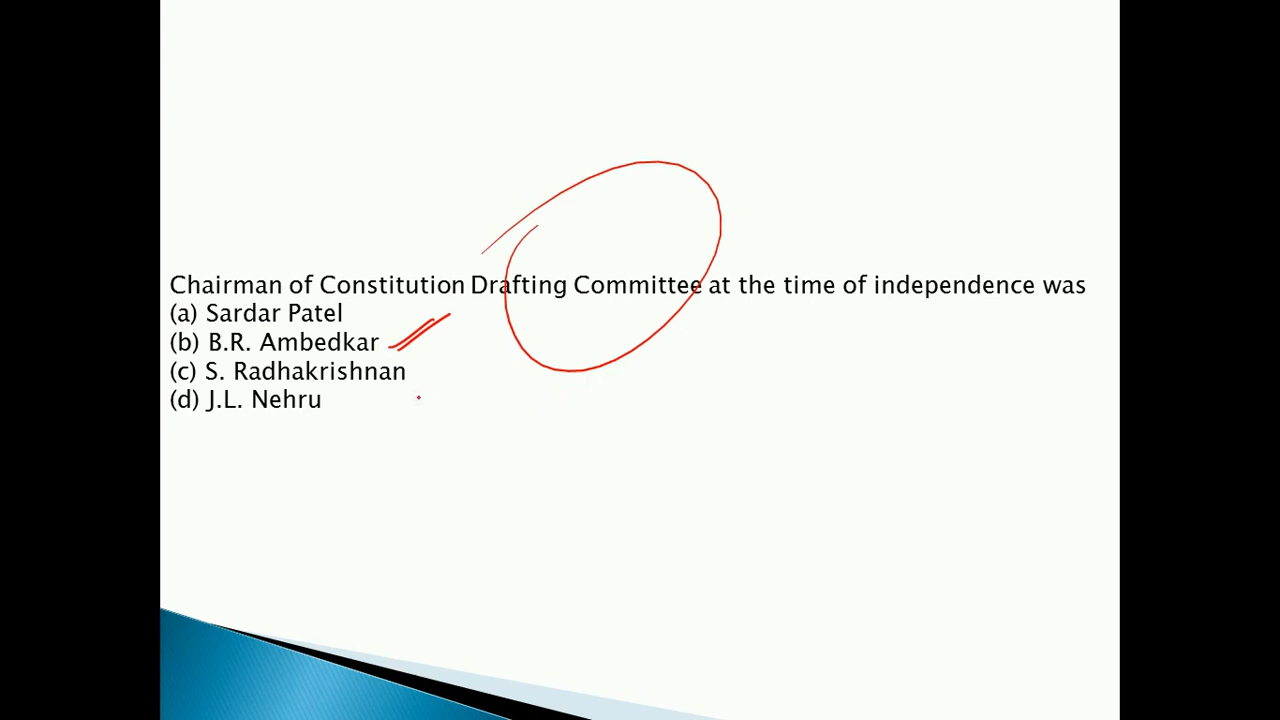 Chairman of Constitution Drafting Committee at the time of independence was
(a) Sardar Patel
(b) B.R. Ambedkar
(c) S. Radhakrishnan
(d) J.L. Nehru